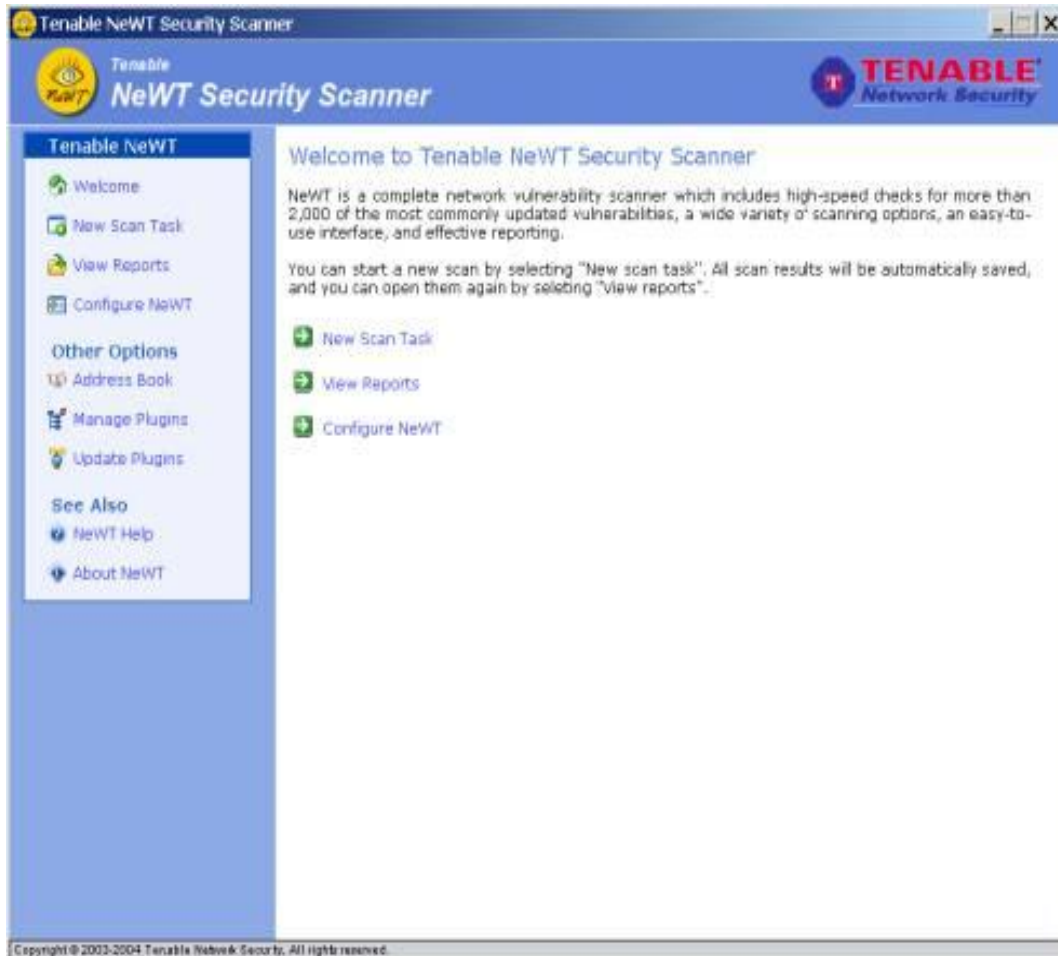 Tenable NeWT Security Scanner
NeWT
Tenable
NeWT Security Scanner
T
TENABLE
Network Security
Tenable NeWT
Welcome
New Scan Task
View Reports
Configure NeWT
Other Options
Address Book
Manage Plugins
Update Plugins
See Also
NeWT Help
About NeWT
Welcome to Tenable NeWT Security Scanner
NeWT is a complete network vulnerability scanner which includes high-speed checks for more than
2,000 of the most commonly updated vulnerabilities, a wide variety of scanning options, an easy-to-
use interface, and effective reporting.
You can start a new scan by selecting "New scan task". All scan results will be automatically saved,
and you can open them again by seleting "view reports".
New Scan Task
View Reports
Configure NeWT
Copyright © 2003-2004 Tenable Network Security. All rights reserved.